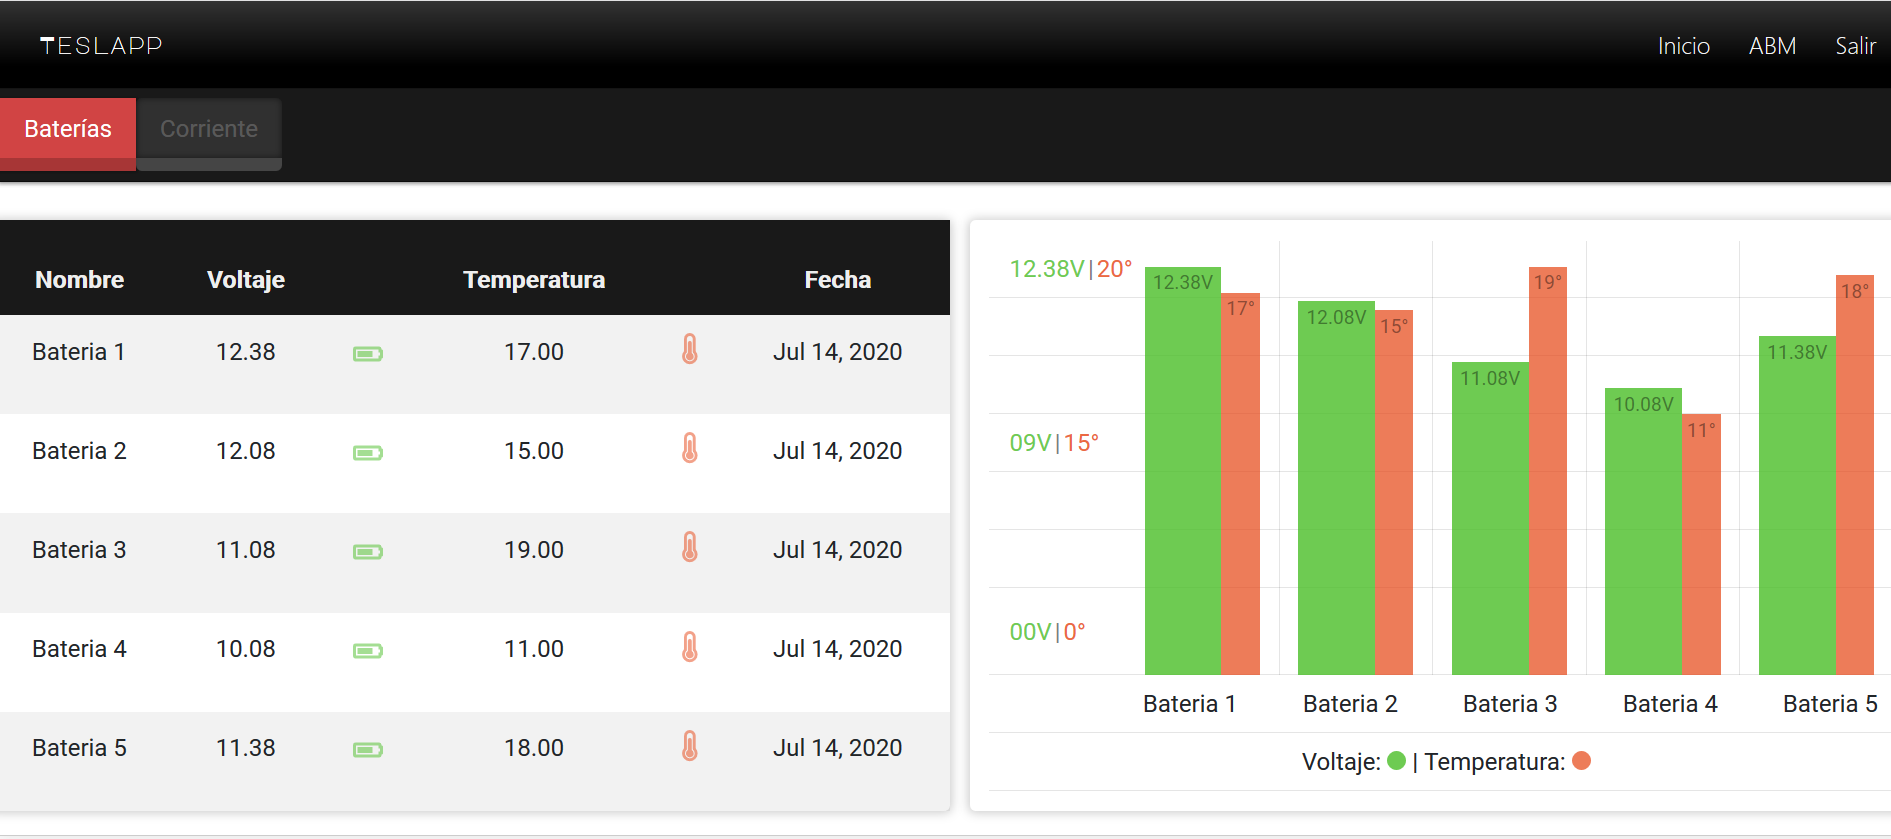 TESLAPP
Inicio ABM Salir
Baterías Corriente
Nombre Voltaje Temperatura Fecha
Bateria 1 12.38 17.00 Jul 14, 2020
Bateria 2 12.08 15.00 Jul 14, 2020
Bateria 3 11.08 19.00 Jul 14, 2020
Bateria 4 10.08 11.00 Jul 14, 2020
Bateria 5 11.38 18.00 Jul 14, 2020
12.38V|20°
09V|15°
00V|0°
12.38V 17° 12.08V 15° 11.08V 19° 10.08V 11° 11.38V 18°
Bateria 1 Bateria 2 Bateria 3 Bateria 4 Bateria 5
Voltaje: | Temperatura: